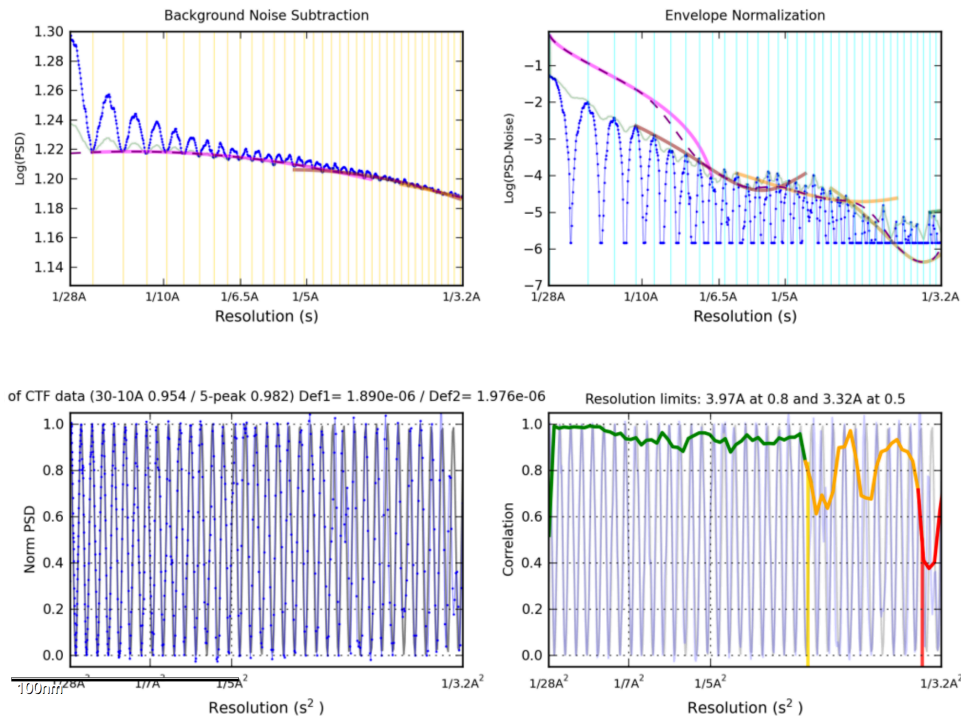 Background Noise Subtraction
1.30
1.28
1.26
1.24
1.22
1.20
1.18
1.16
1.14
Log(PSD)
1/28A 1/10A 1/6.5A 1/5A 1/3.2A
Resolution (s)
Envelope Normalization
−1
−2
−3
−4
−5
−6
−7
Log(PSD-Noise)
1/28A 1/10A 1/6.5A 1/5A 1/3.2A
Resolution (s)
of CTF data (30-10A 0.954 / 5-peak 0.982) Def1= 1.890e-06 / Def2= 1.976e-06
1.0
0.8
0.6
0.4
0.2
0.0
Norm PSD
1/28A² 1/7A² 1/5A² 1/3.2A²
Resolution (s²)
100nm
Resolution limits: 3.97A at 0.8 and 3.32A at 0.5
1.0
0.8
0.6
0.4
0.2
0.0
Correlation
1/28A² 1/7A² 1/5A² 1/3.2A²
Resolution (s²)